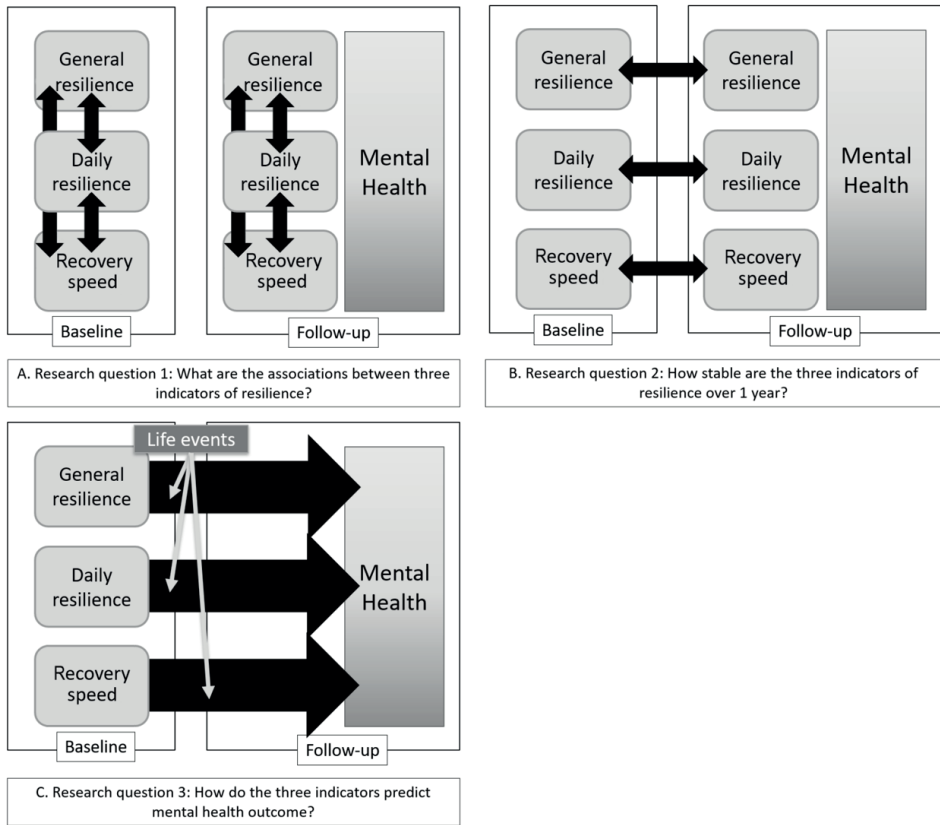 General
resilience
Daily
resilience
Recovery
speed
Baseline
General
resilience
Daily
resilience
Recovery
speed
Mental
Health
Follow-up
A. Research question 1: What are the associations between three
indicators of resilience?
General
resilience
Daily
resilience
Recovery
speed
Baseline
General
resilience
Daily
resilience
Recovery
speed
Mental
Health
Follow-up
B. Research question 2: How stable are the three indicators of
resilience over 1 year?
Life events
General
resilience
Daily
resilience
Recovery
speed
Baseline
Mental
Health
Follow-up
C. Research question 3: How do the three indicators predict
mental health outcome?